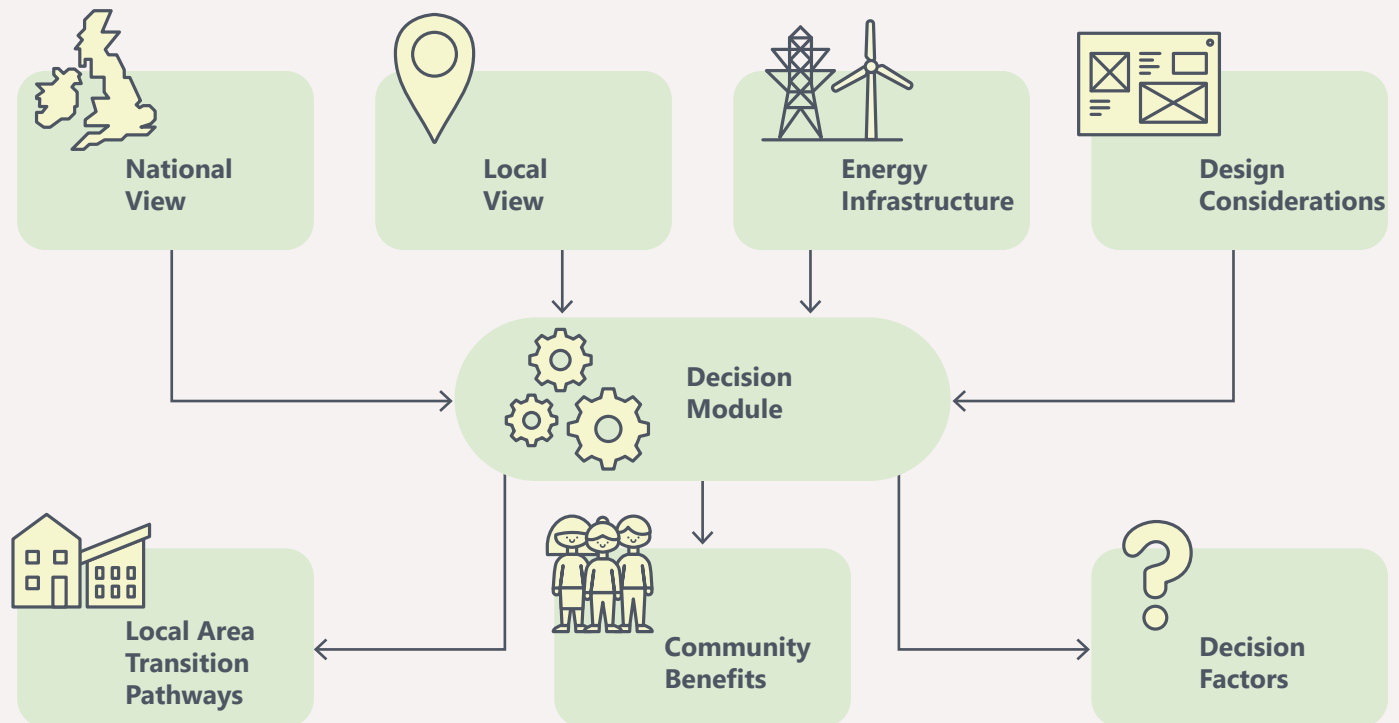 National
View
Local
View
Energy
Infrastructure
Design
Considerations
Decision
Module
Local Area
Transition
Pathways
Community
Benefits
Decision
Factors